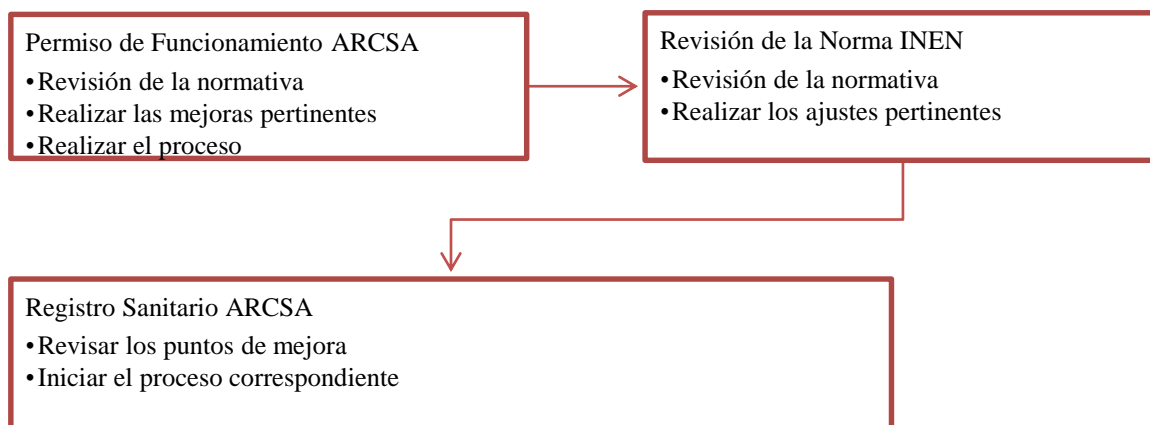 Permiso de Funcionamiento ARCSA
•Revisión de la normativa
•Realizar las mejoras pertinentes
•Realizar el proceso
Revisión de la Norma INEN
•Revisión de la normativa
•Realizar los ajustes pertinentes
Registro Sanitario ARCSA
•Revisar los puntos de mejora
•Iniciar el proceso correspondiente